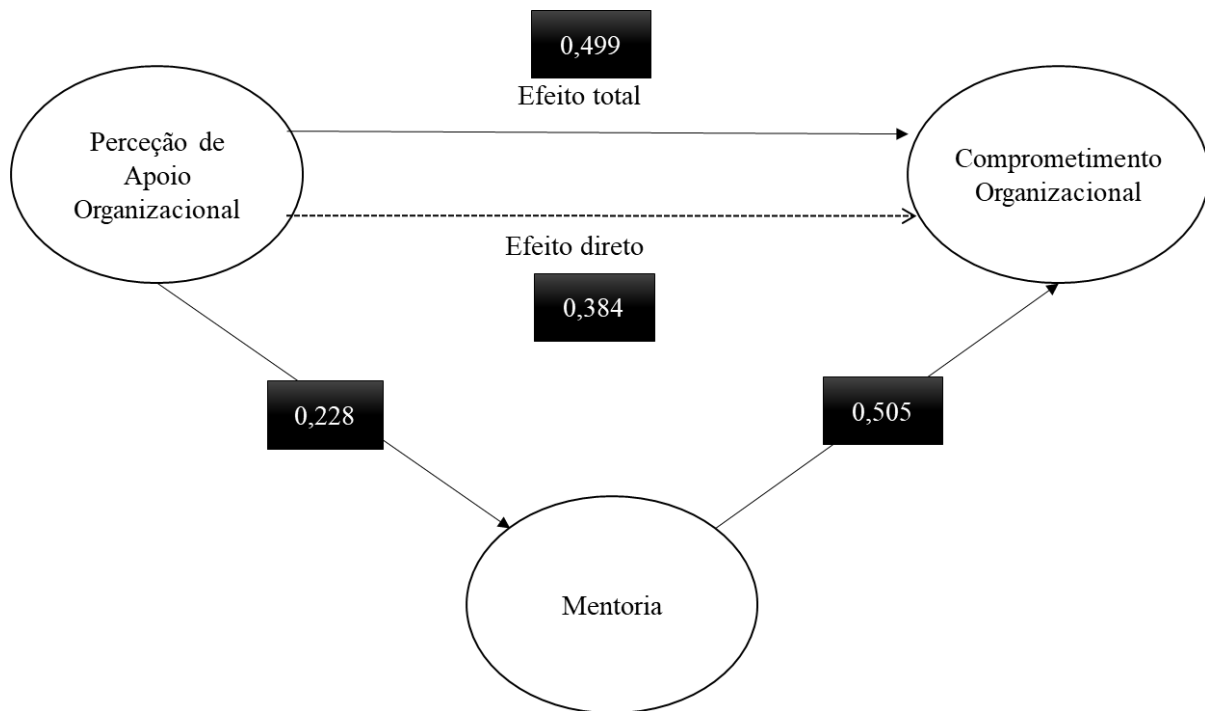 0,499
Efeito total
Perceção de
Apoio
Organizacional
Comprometimento
Organizacional
Efeito direto
0,384
0,228
0,505
Mentoria